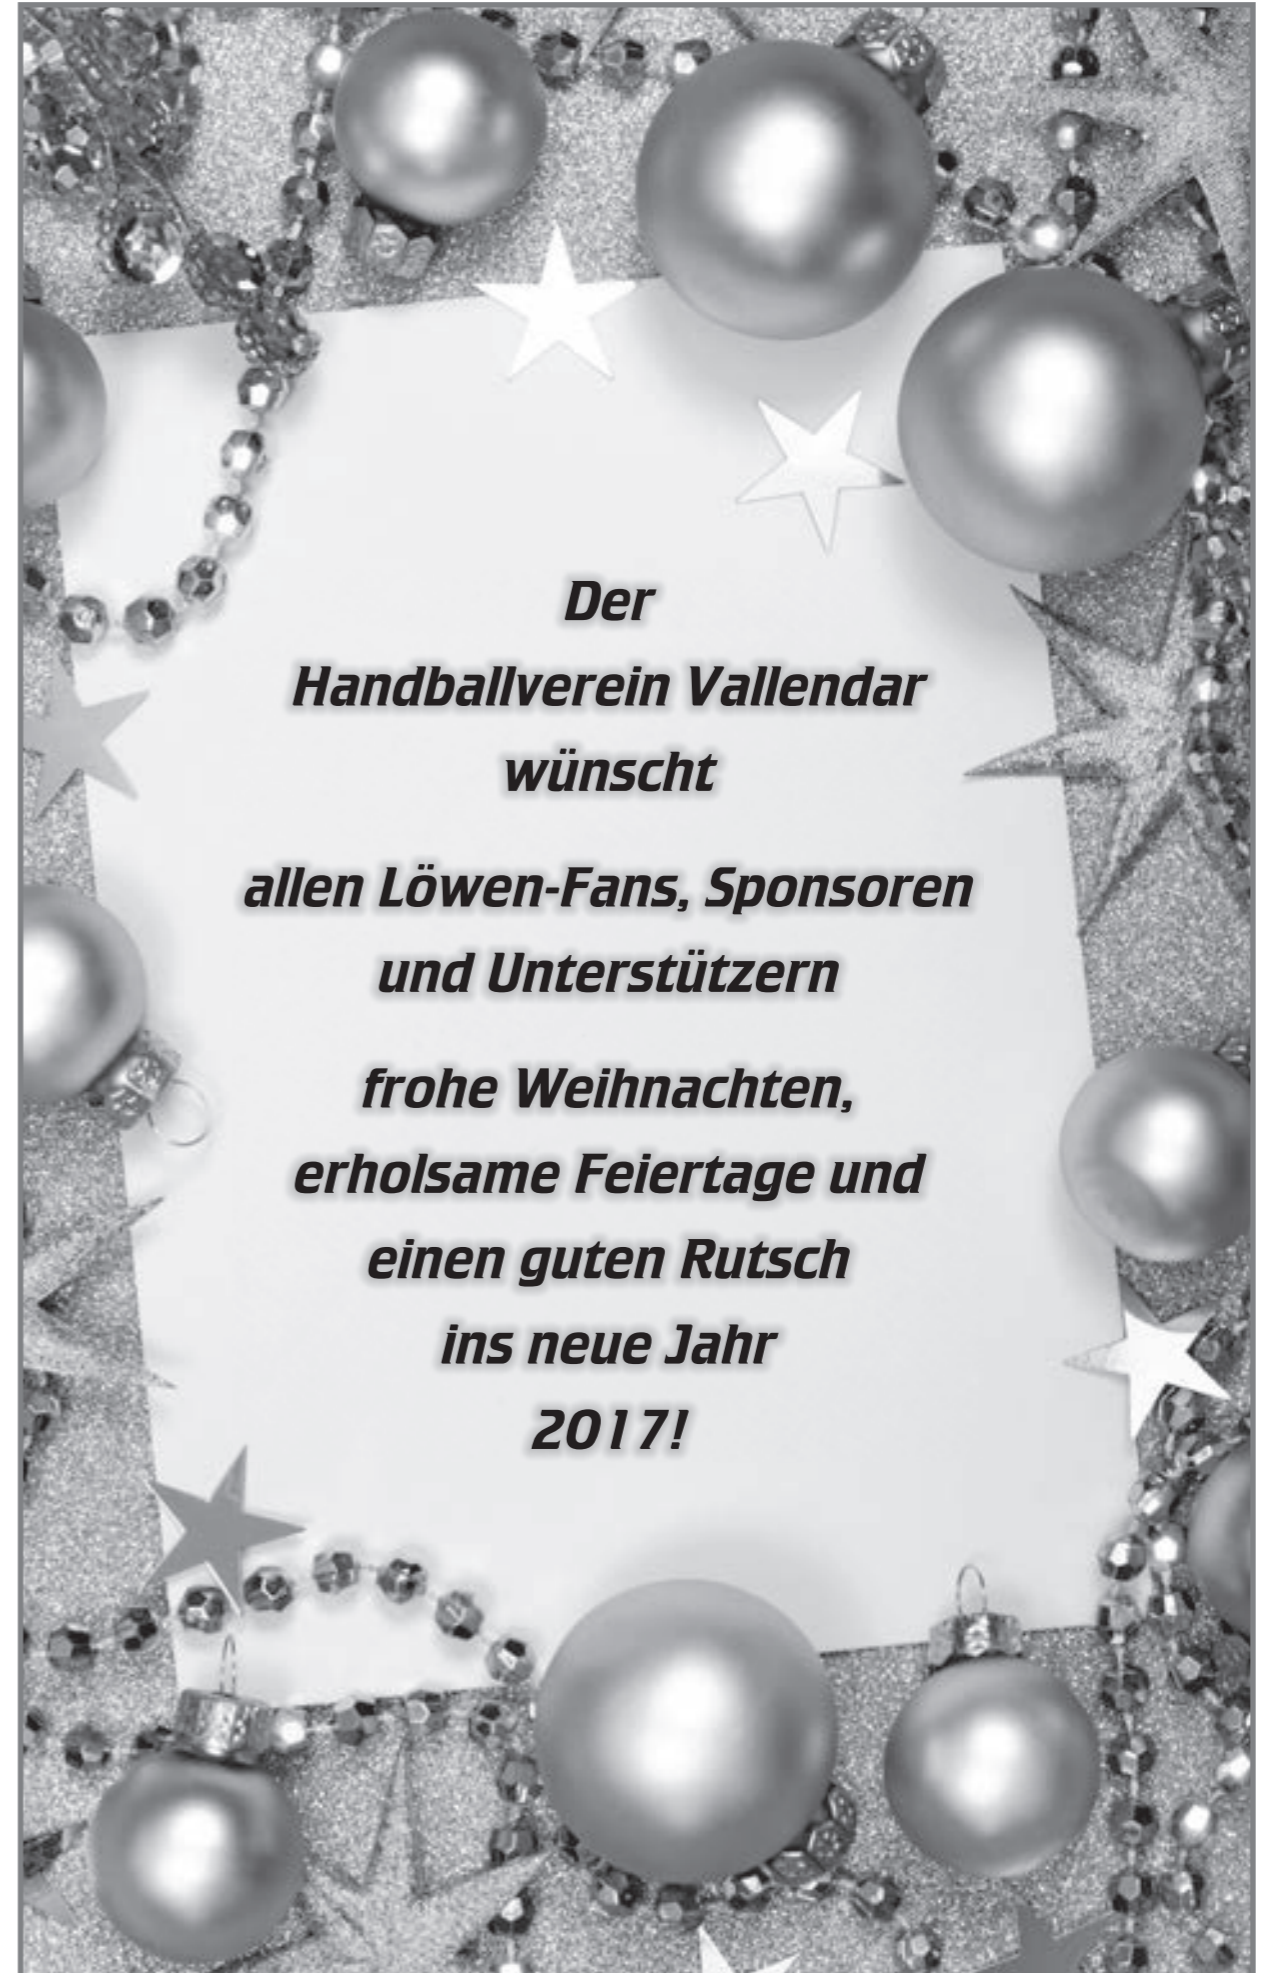 Der
Handballverein Vallendar
wünscht
allen Löwen-Fans, Sponsoren
und Unterstützern
frohe Weihnachten,
erholsame Feiertage und
einen guten Rutsch
ins neue Jahr
2017!